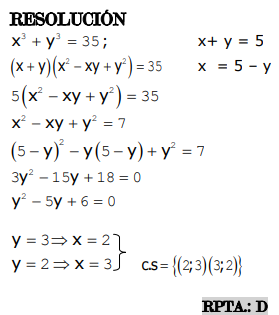 RESOLUCIÓN
x³ + y³ = 35; x+ y = 5
(x + y)(x² − xy + y²) = 35 x = 5 − y
5(x² − xy + y²) = 35
x² − xy + y² = 7
(5 − y)² − y(5 − y) + y² = 7
3y² − 15y + 18 = 0
y² − 5y + 6 = 0
y = 3 ⇒ x = 2
y = 2 ⇒ x = 3} c.s = {(2; 3)(3; 2)}
RPTA.: D